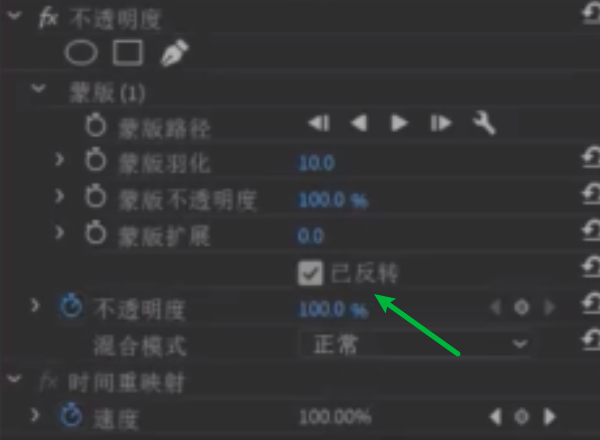 fx 不透明度
蒙版 (1)
蒙版路径
蒙版羽化 10.0
蒙版不透明度 100.0 %
蒙版扩展 0.0
已反转
不透明度 100.0 %
混合模式 正常
fx 时间重映射
速度 100.00%